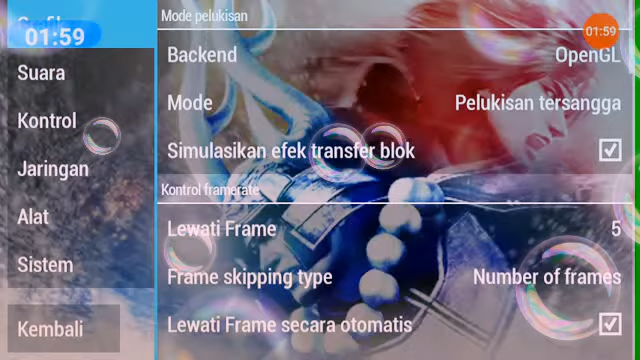 01:59
Suara
Kontrol
Jaringan
Alat
Sistem
Kembali
Mode pelukisan
01:59
Backend
OpenGL
Mode
Pelukisan tersangga
Simulasikan efek transfer blok
Kontrol framerate
Lewati Frame
5
Frame skipping type
Number of frames
Lewati Frame secara otomatis